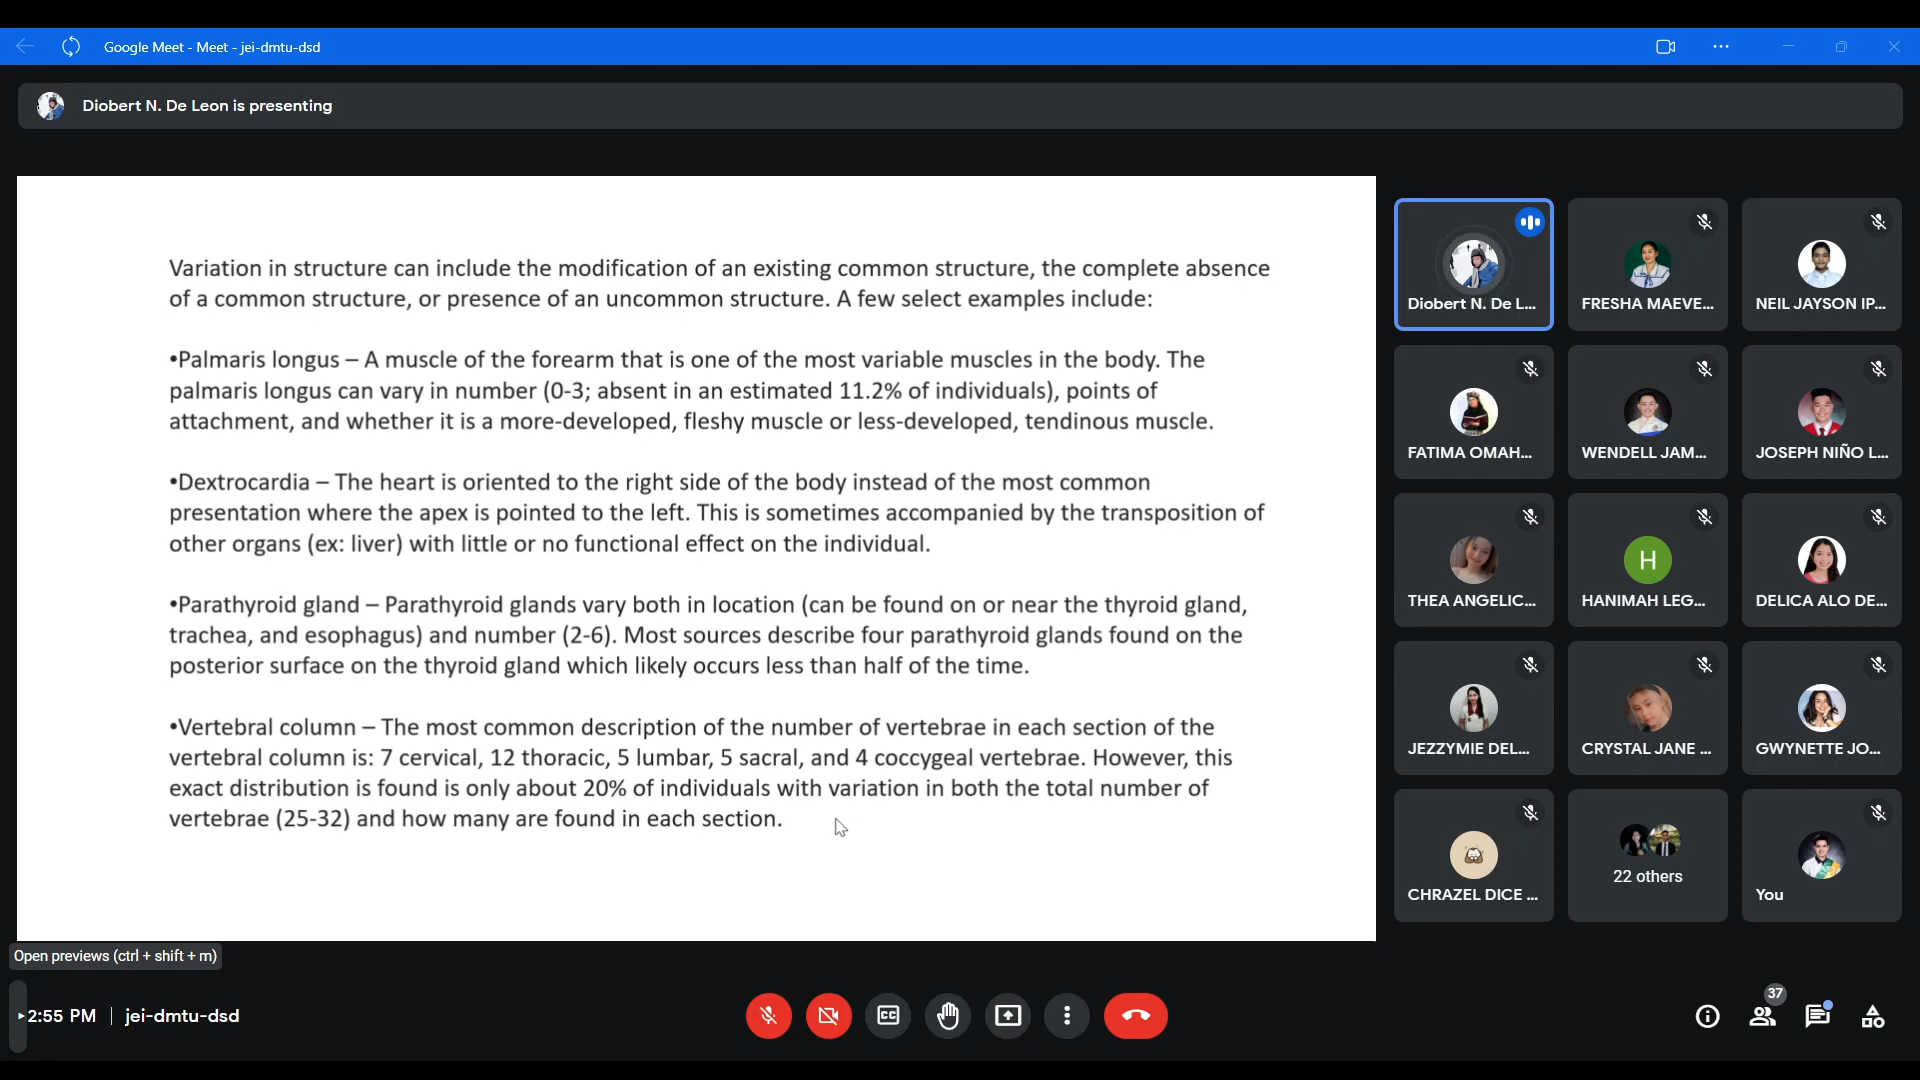 Google Meet - Meet - jei-dmtu-dsd
Diobert N. De Leon is presenting
Variation in structure can include the modification of an existing common structure, the complete absence
of a common structure, or presence of an uncommon structure. A few select examples include:
•Palmaris longus – A muscle of the forearm that is one of the most variable muscles in the body. The
palmaris longus can vary in number (0-3; absent in an estimated 11.2% of individuals), points of
attachment, and whether it is a more-developed, fleshy muscle or less-developed, tendinous muscle.
•Dextrocardia – The heart is oriented to the right side of the body instead of the most common
presentation where the apex is pointed to the left. This is sometimes accompanied by the transposition of
other organs (ex: liver) with little or no functional effect on the individual.
•Parathyroid gland – Parathyroid glands vary both in location (can be found on or near the thyroid gland,
trachea, and esophagus) and number (2-6). Most sources describe four parathyroid glands found on the
posterior surface on the thyroid gland which likely occurs less than half of the time.
•Vertebral column – The most common description of the number of vertebrae in each section of the
vertebral column is: 7 cervical, 12 thoracic, 5 lumbar, 5 sacral, and 4 coccygeal vertebrae. However, this
exact distribution is found is only about 20% of individuals with variation in both the total number of
vertebrae (25-32) and how many are found in each section.
Diobert N. De L...
FRESHA MAEVE...
NEIL JAYSON IP...
FATIMA OMAH...
WENDELL JAM...
JOSEPH NIÑO L...
THEA ANGELIC...
H
HANIMAH LEG...
DELICA ALO DE...
JEZZYMIE DEL...
CRYSTAL JANE ...
GWYNETTE JO...
CHRAZEL DICE ...
22 others
You
Open previews (ctrl + shift + m)
2:55 PM | jei-dmtu-dsd
CC
37